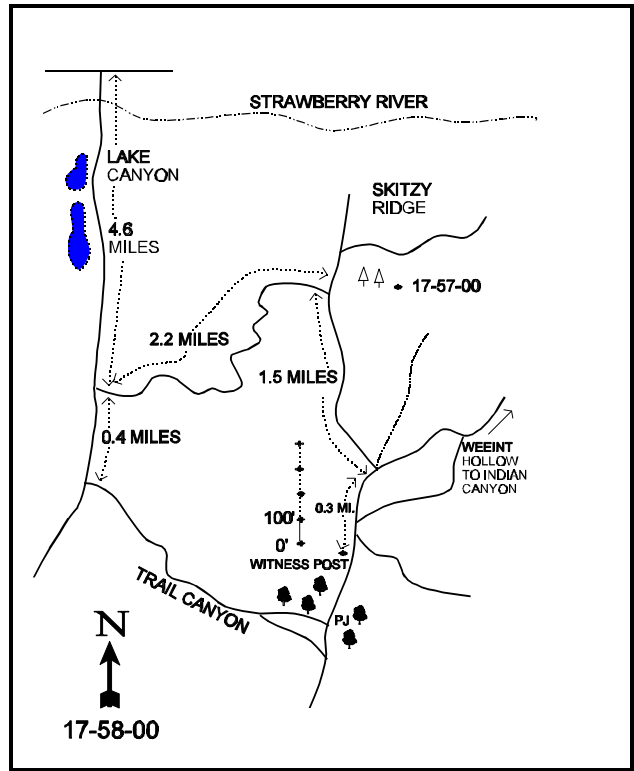 STRAWBERRY RIVER
LAKE
CANYON
SKITZY
RIDGE
4.6
MILES
17-57-00
2.2 MILES
1.5 MILES
0.4 MILES
WEEINT
HOLLOW
TO INDIAN
CANYON
0.3 MI.
100'
0'
WITNESS POST
TRAIL CANYON
PJ
N
17-58-00